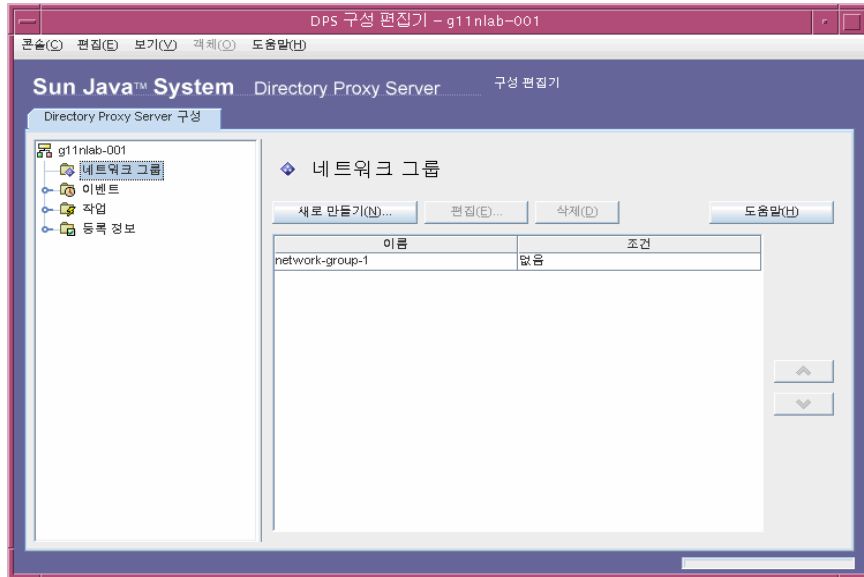 DPS 구성 편집기 – g11nlab–001
콘솔(C) 편집(E) 보기(V) 객체(O) 도움말(H)
Sun Java™ System Directory Proxy Server 구성 편집기
Directory Proxy Server 구성
g11nlab-001
네트워크 그룹
이벤트
작업
등록 정보
네트워크 그룹
새로 만들기(N)... 편집(E)... 삭제(D) 도움말(H)
이름 조건
network-group-1 없음